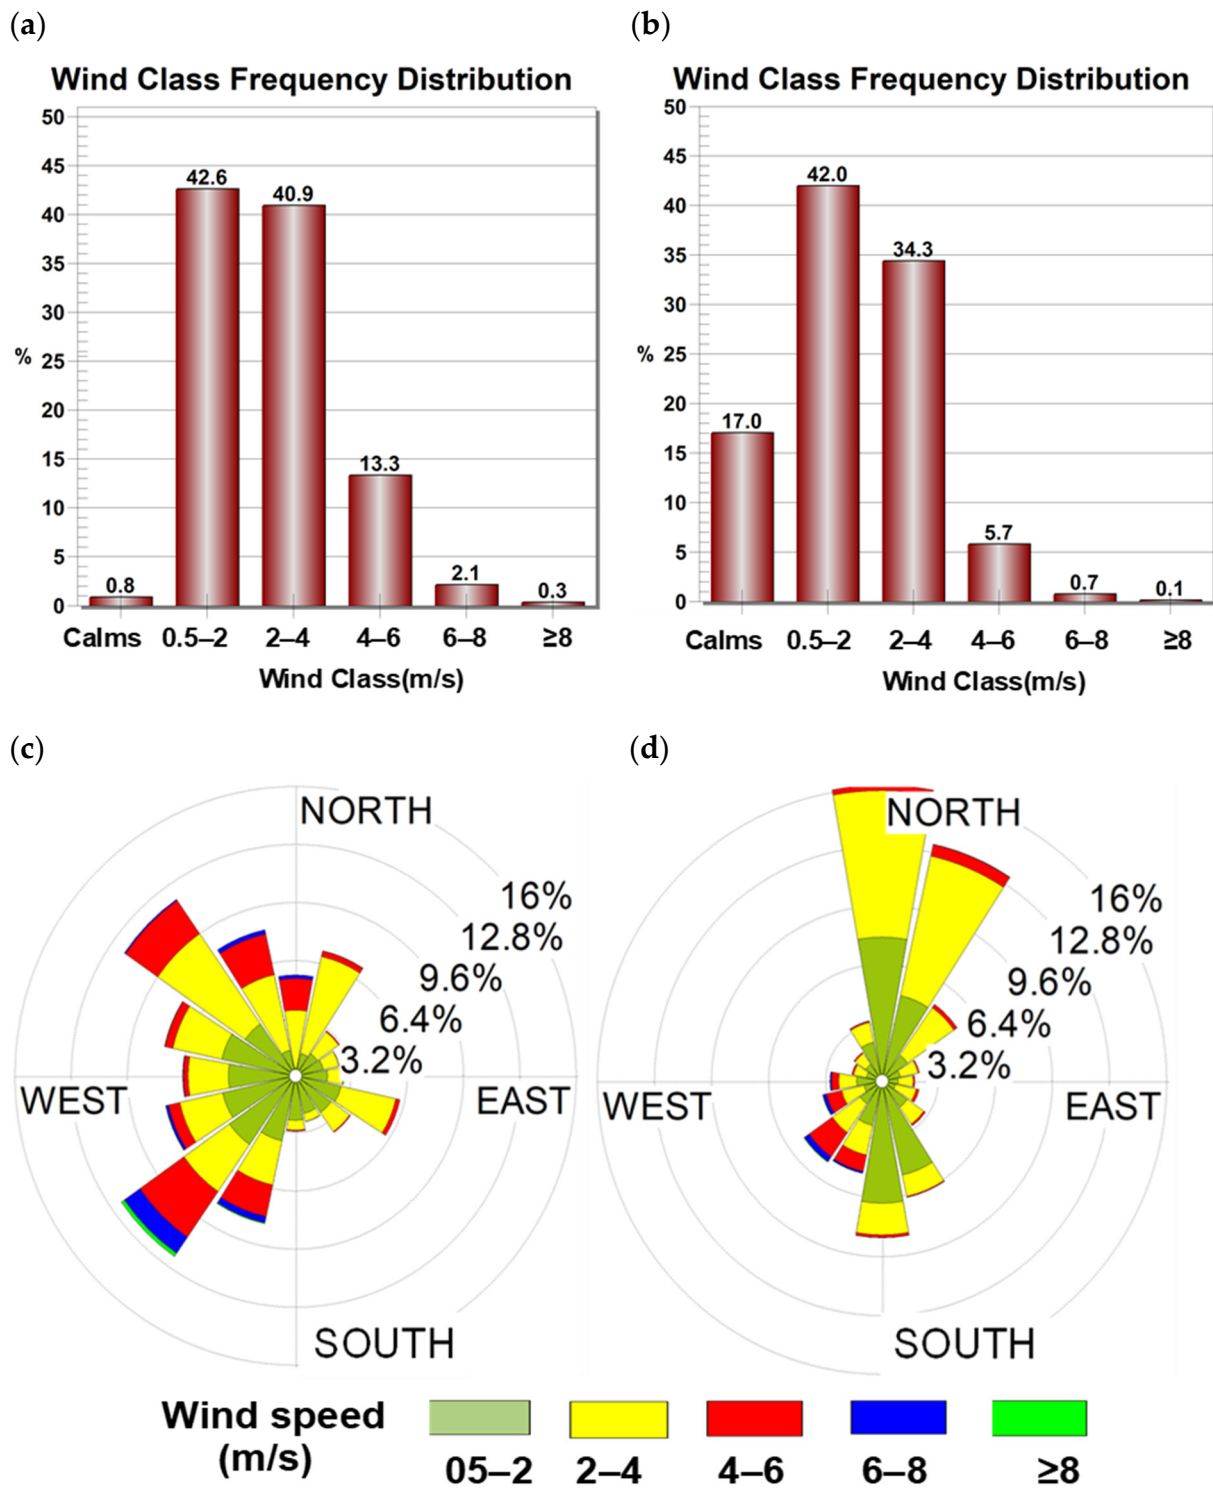 (a)
Wind Class Frequency Distribution
50
45
40
35
30
% 25
20
15
10
5
0
42.6
40.9
13.3
2.1
0.8
0.3
Calms 0.5–2 2–4 4–6 6–8 ≥8
Wind Class(m/s)
(b)
Wind Class Frequency Distribution
50
45
40
35
30
% 25
20
15
10
5
0
42.0
34.3
17.0
5.7
0.7
0.1
Calms 0.5–2 2–4 4–6 6–8 ≥8
Wind Class(m/s)
(c)
NORTH
16%
12.8%
9.6%
6.4%
3.2%
WEST
EAST
SOUTH
(d)
NORTH
16%
12.8%
9.6%
6.4%
3.2%
WEST
EAST
SOUTH
Wind speed
(m/s)
05–2 2–4 4–6 6–8 ≥8